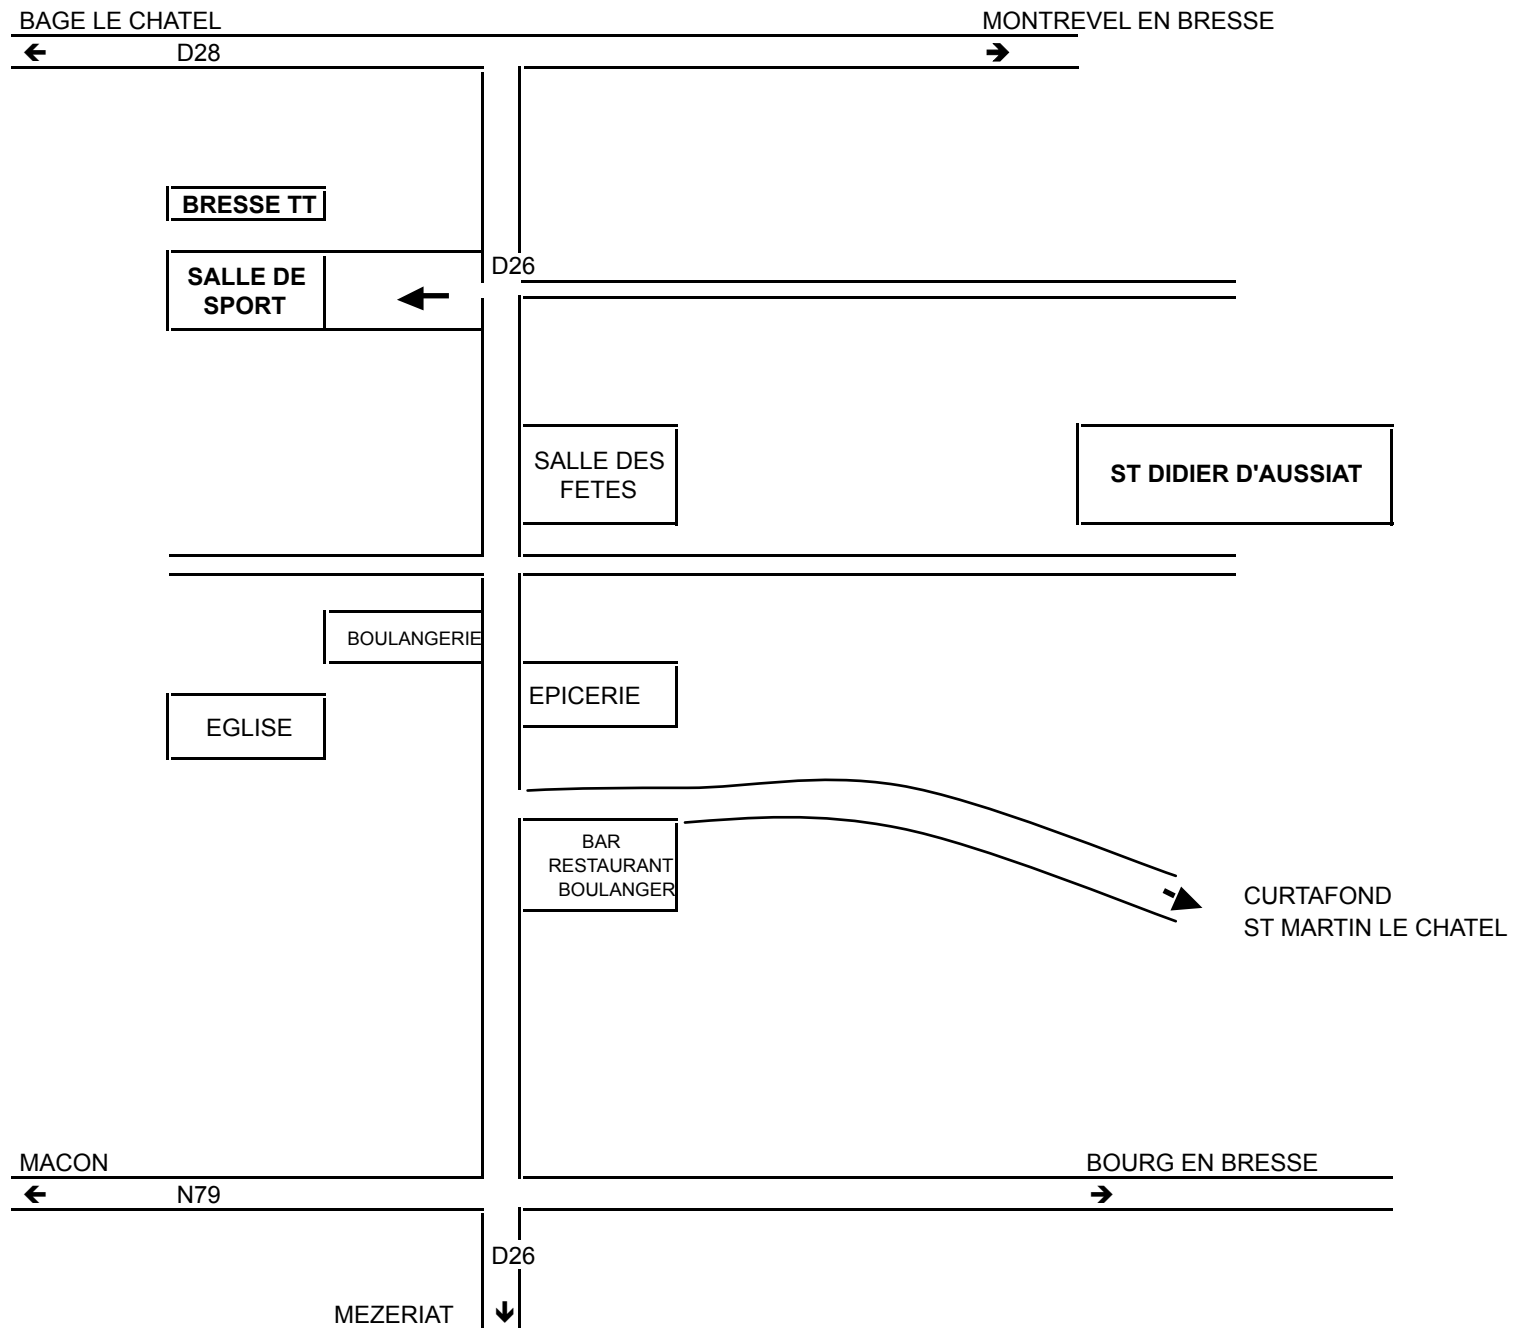 BAGE LE CHATEL
MONTREVEL EN BRESSE
D28
BRESSE TT
D26
SALLE DE
SPORT
SALLE DES
FETES
ST DIDIER D'AUSSIAT
BOULANGERIE
EPICERIE
EGLISE
BAR
RESTAURANT
BOULANGER
CURTAFOND
ST MARTIN LE CHATEL
MACON
BOURG EN BRESSE
N79
D26
MEZERIAT